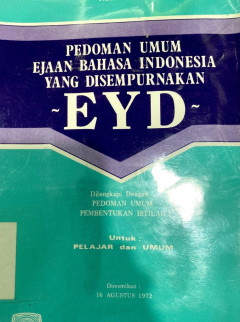 PEDOMAN UMUM
EJAAN BAHASA INDONESIA
YANG DISEMPURNAKAN
- EYD -
Dilengkapi Dengan
PEDOMAN UMUM
PEMBENTUKAN ISTILAH
Untuk :
PELAJAR dan UMUM
Diresmikan :
16 AGUSTUS 1972